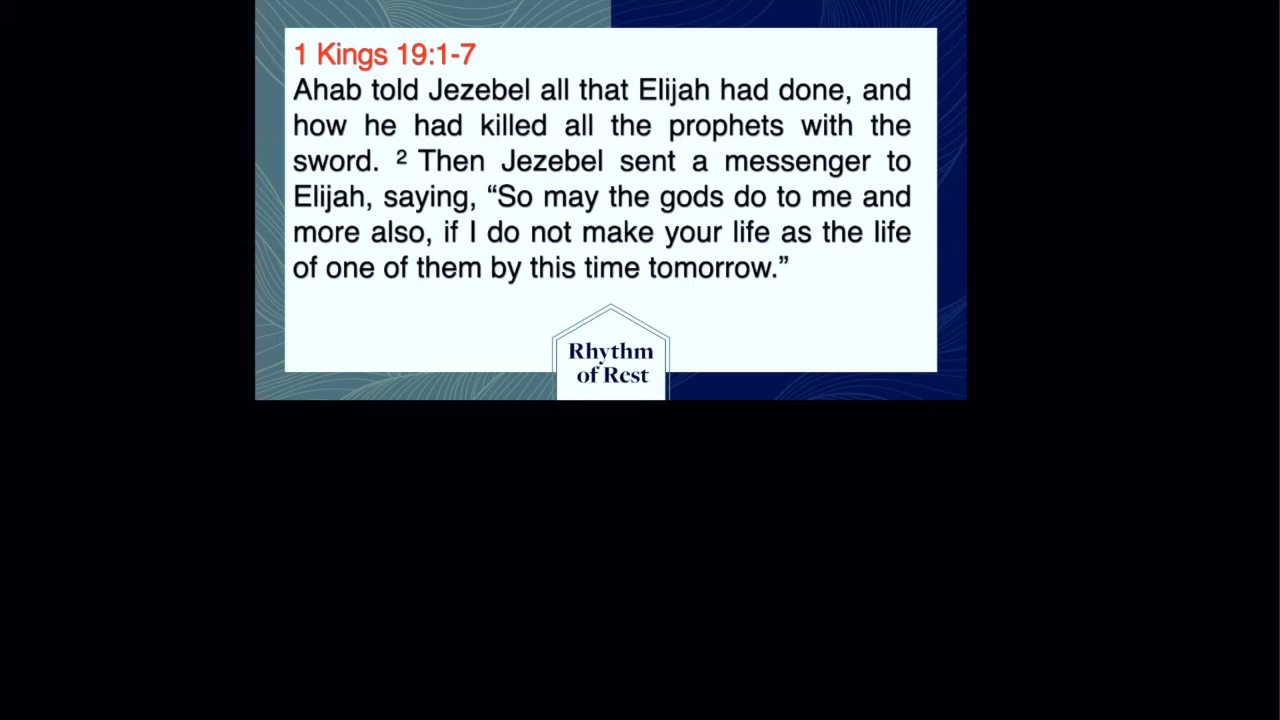 1 Kings 19:1-7
Ahab told Jezebel all that Elijah had done, and
how he had killed all the prophets with the
sword. ² Then Jezebel sent a messenger to
Elijah, saying, “So may the gods do to me and
more also, if I do not make your life as the life
of one of them by this time tomorrow.”
Rhythm
of Rest